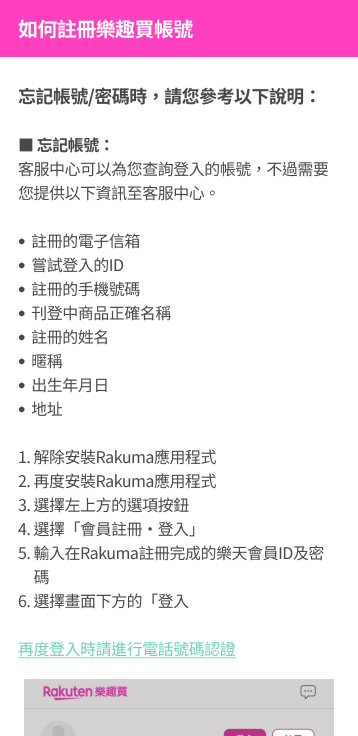 如何註冊樂趣買帳號
忘記帳號/密碼時，請您參考以下說明：
■ 忘記帳號：
客服中心可以為您查詢登入的帳號，不過需要
您提供以下資訊至客服中心。
• 註冊的電子信箱
• 嘗試登入的ID
• 註冊的手機號碼
• 刊登中商品正確名稱
• 註冊的姓名
• 暱稱
• 出生年月日
• 地址
1. 解除安裝Rakuma應用程式
2. 再度安裝Rakuma應用程式
3. 選擇左上方的選項按鈕
4. 選擇「會員註冊・登入」
5. 輸入在Rakuma註冊完成的樂天會員ID及密
碼
6. 選擇畫面下方的「登入
再度登入時請進行電話號碼認證
Rakuten 樂趣買